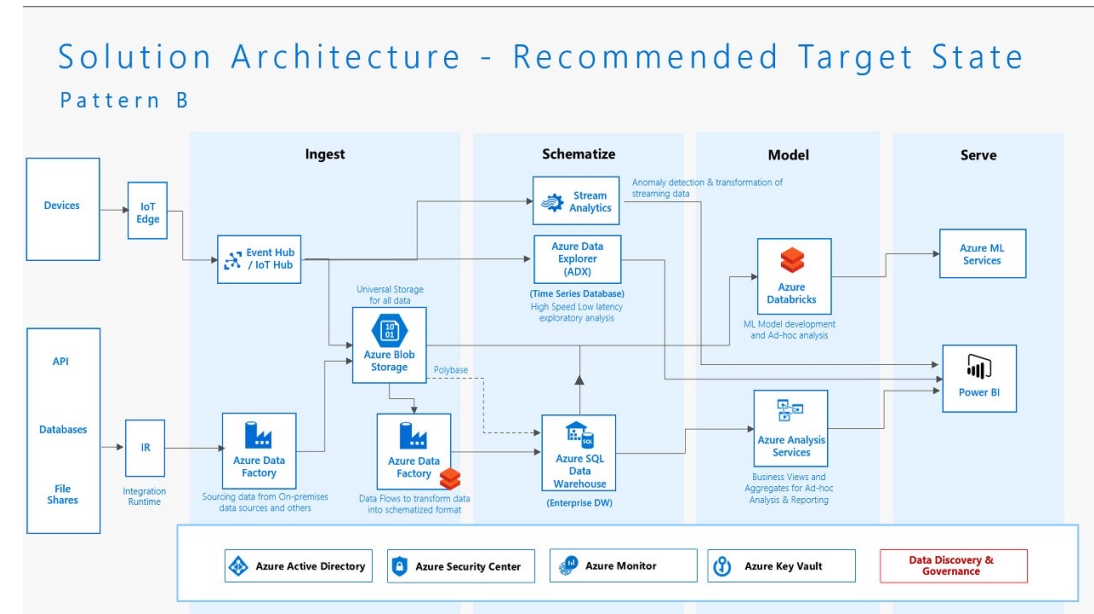 Solution Architecture - Recommended Target State
Pattern B
Ingest
Schematize
Model
Serve
Devices
IoT
Edge
Event Hub
/ IoT Hub
Stream
Analytics
Anomaly detection & transformation of
streaming data
Azure Data
Explorer
(ADX)
(Time Series Database)
High Speed Low latency
exploratory analysis
Azure
Databricks
ML Model development
and Ad-hoc analysis
Azure ML
Services
Universal Storage
for all data
10
01
Azure Blob
Storage
Polybase
API
Databases
File
Shares
IR
Integration
Runtime
Azure Data
Factory
Sourcing data from On-premises
data sources and others
Azure Data
Factory
Data Flows to transform data
into schematized format
SQL
Azure SQL
Data
Warehouse
(Enterprise DW)
Azure Analysis
Services
Business Views and
Aggregates for Ad-hoc
Analysis & Reporting
Power BI
Azure Active Directory
Azure Security Center
Azure Monitor
Azure Key Vault
Data Discovery &
Governance